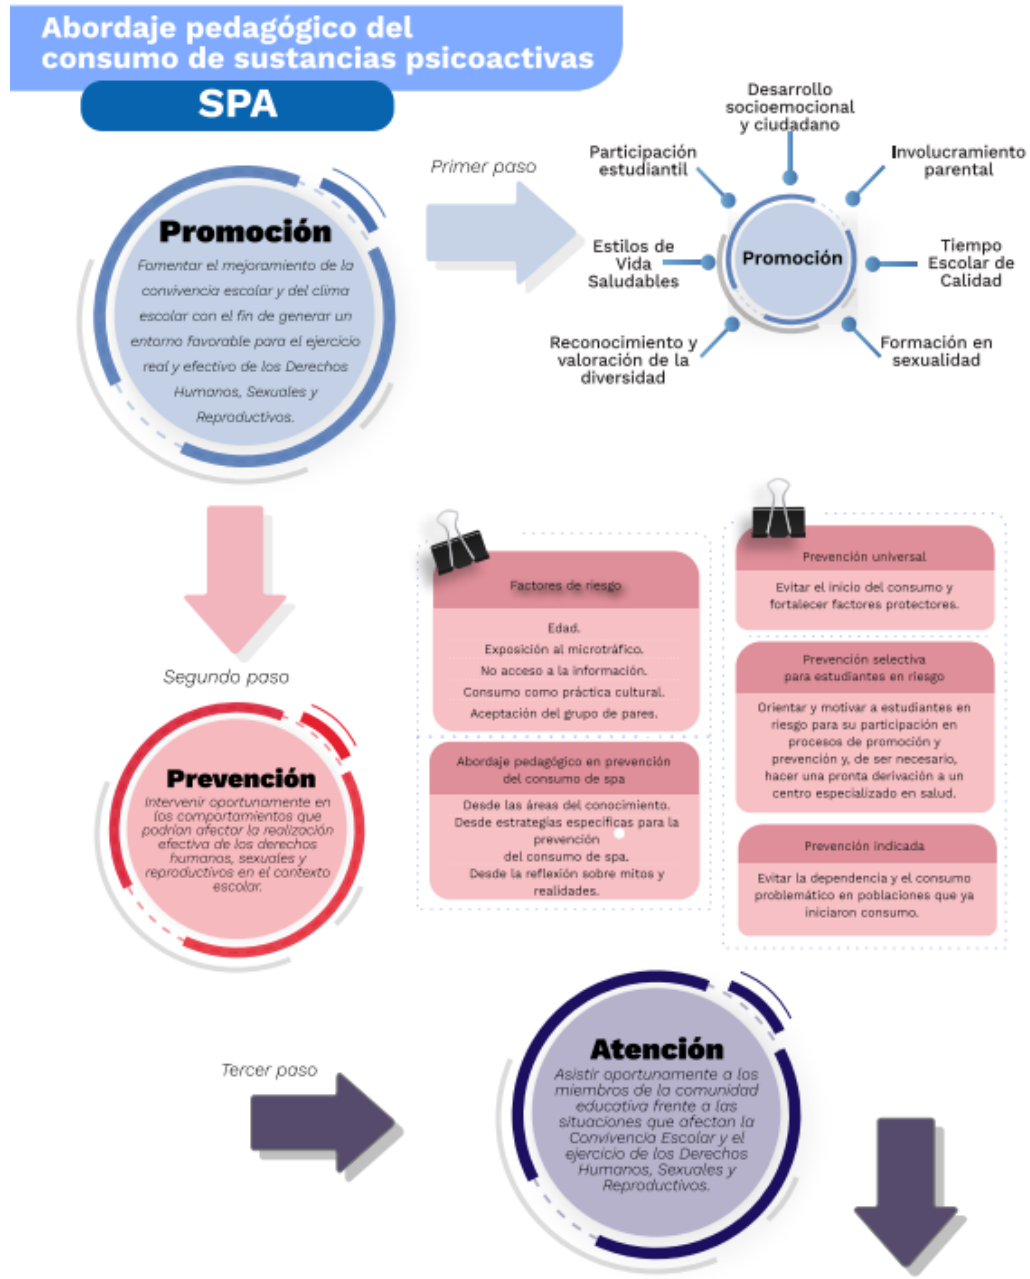 Abordaje pedagógico del
consumo de sustancias psicoactivas
SPA
Primer paso
Promoción
Fomentar el mejoramiento de la
convivencia escolar y del clima
escolar con el fin de generar un
entorno favorable para el ejercicio
real y efectivo de los Derechos
Humanos, Sexuales y
Reproductivos.
Desarrollo
socioemocional
y ciudadano
Participación
estudiantil
Involucramiento
parental
Estilos de
Vida
Saludables
Promoción
Tiempo
Escolar de
Calidad
Reconocimiento y
valoración de la
diversidad
Formación en
sexualidad
Segundo paso
Prevención
Intervenir oportunamente en
los comportamientos que
podrían afectar la realización
efectiva de los derechos
humanos, sexuales y
reproductivos en el contexto
escolar.
Factores de riesgo
Edad.
Exposición al microtráfico.
No acceso a la información.
Consumo como práctica cultural.
Aceptación del grupo de pares.
Abordaje pedagógico en prevención
del consumo de spa
Desde las áreas del conocimiento.
Desde estrategias específicas para la
prevención
del consumo de spa.
Desde la reflexión sobre mitos y
realidades.
Prevención universal
Evitar el inicio del consumo y
fortalecer factores protectores.
Prevención selectiva
para estudiantes en riesgo
Orientar y motivar a estudiantes en
riesgo para su participación en
procesos de promoción y
prevención y, de ser necesario,
hacer una pronta derivación a un
centro especializado en salud.
Prevención indicada
Evitar la dependencia y el consumo
problemático en poblaciones que ya
iniciaron consumo.
Tercer paso
Atención
Asistir oportunamente a los
miembros de la comunidad
educativa frente a las
situaciones que afectan la
Convivencia Escolar y el
ejercicio de los Derechos
Humanos, Sexuales y
Reproductivos.